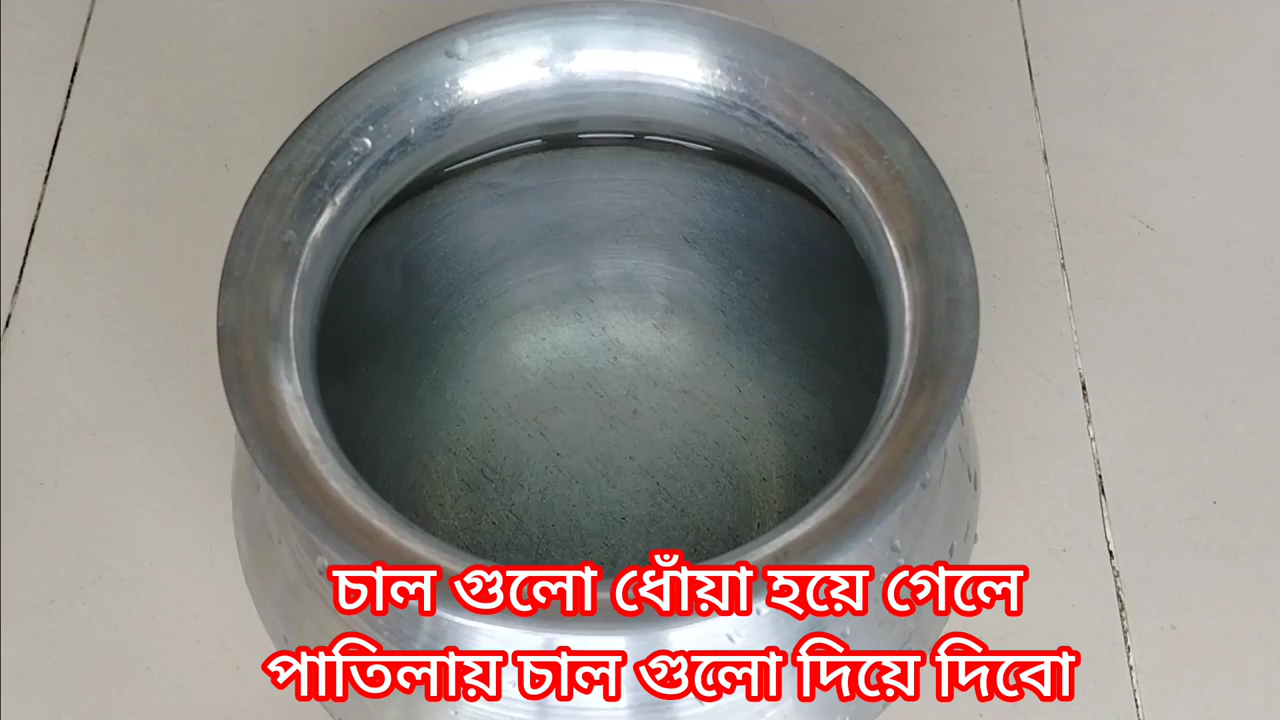 চাল গুলো ধোঁয়া হয়ে গেলে
পাতিলায় চাল গুলো দিয়ে দিবো